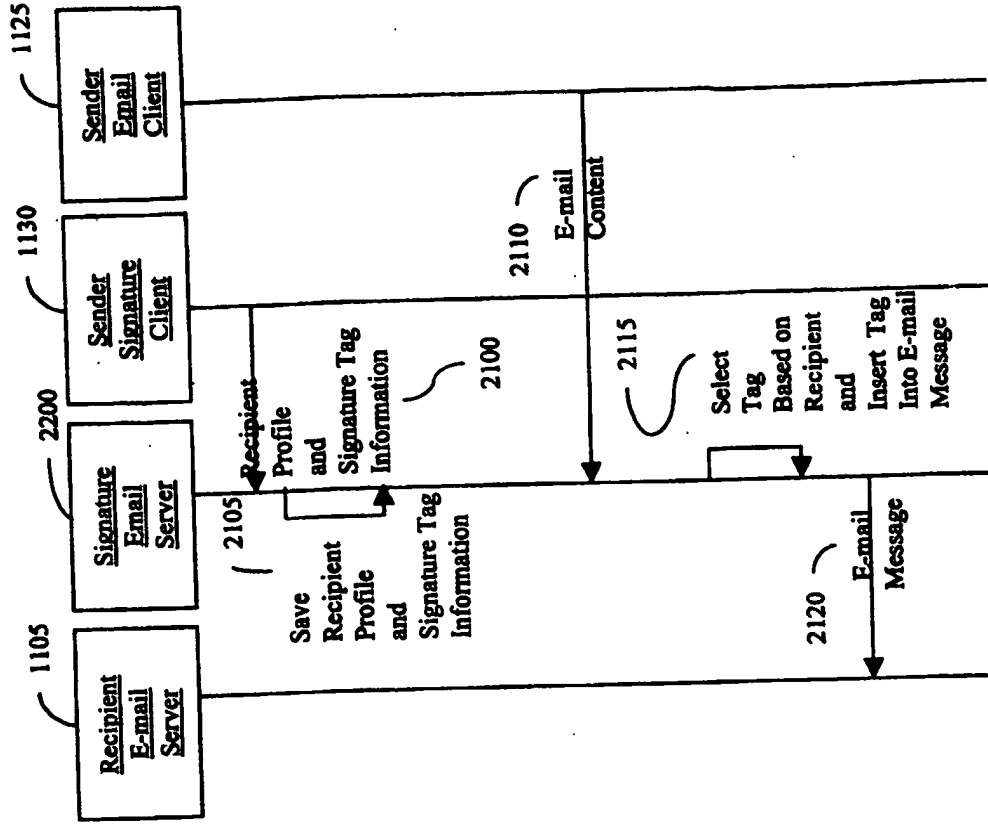 1105
Recipient
E-mail
Server
2200
Signature
Email
Server
1130
Sender
Signature
Client
1125
Sender
Email
Client
Recipient
Profile
and
Signature Tag
Information
2100
2105
Save
Recipient
Profile
and
Signature Tag
Information
2110
E-mail
Content
2115
Select
Tag
Based on
Recipient
and
Insert Tag
Into E-mail
Message
2120
E-mail
Message